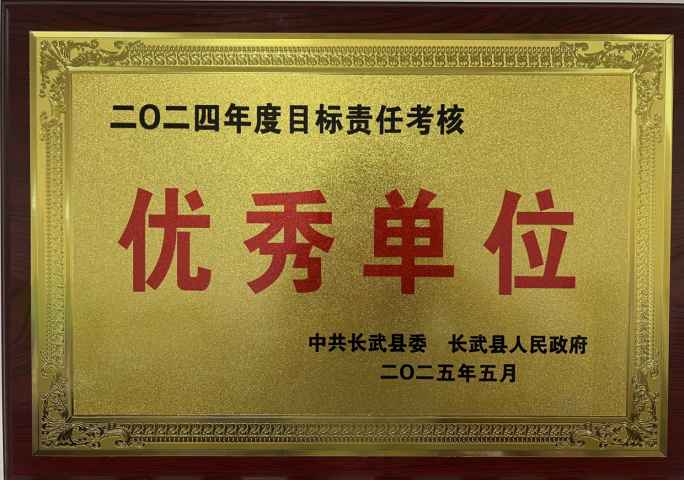 二〇二四年度目标责任考核
优秀单位
中共长武县委 长武县人民政府
二〇二五年五月